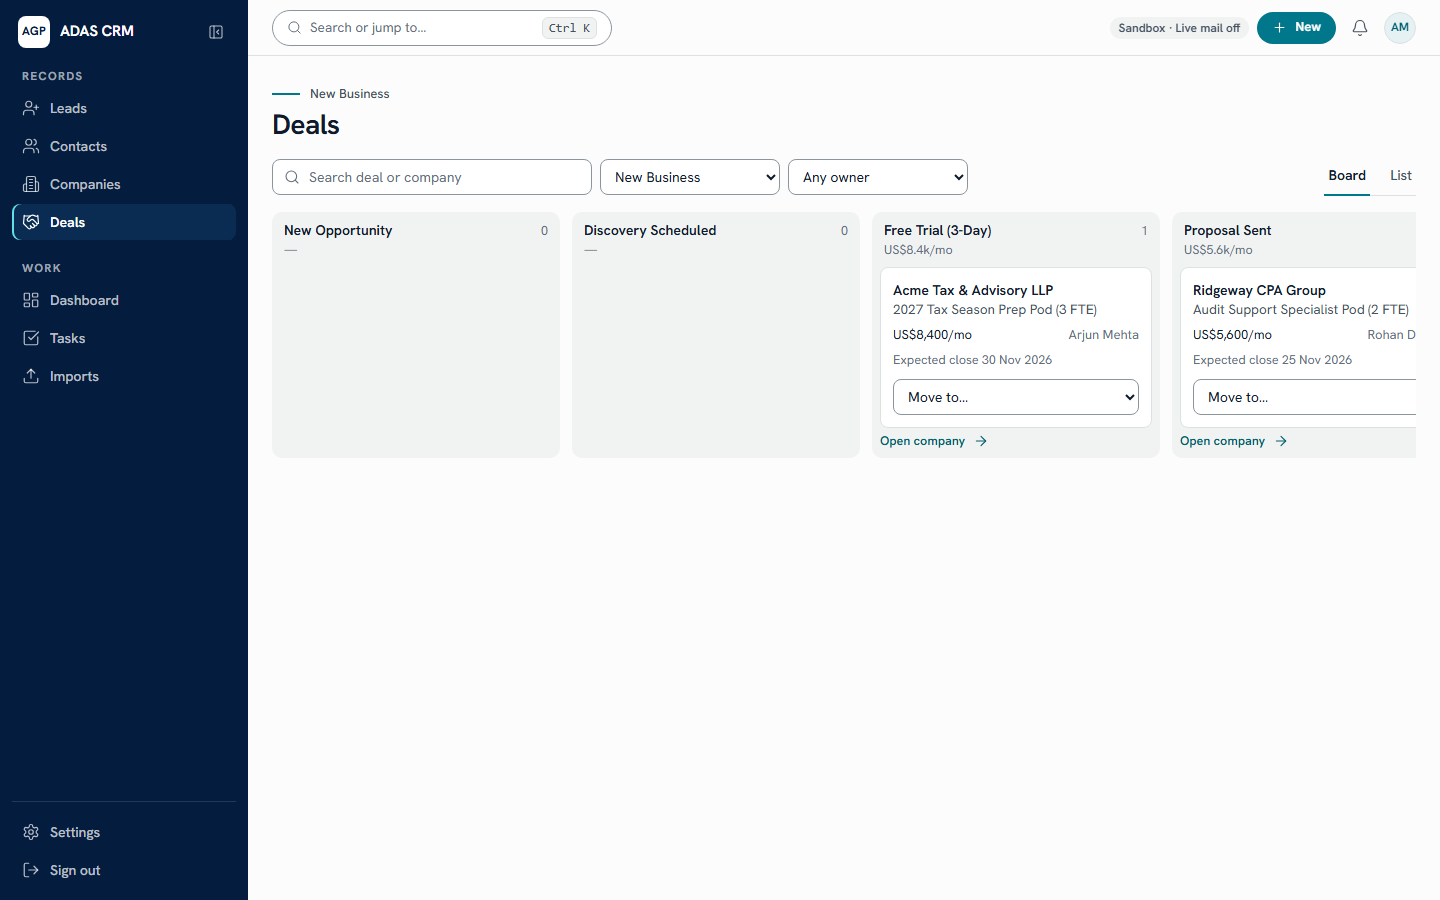 AGP ADAS CRM
Search or jump to... Ctrl K
Sandbox · Live mail off
New
AM
RECORDS
Leads
Contacts
Companies
Deals
WORK
Dashboard
Tasks
Imports
Settings
Sign out
New Business
Deals
Search deal or company
New Business
Any owner
Board List
New Opportunity 0
—
Discovery Scheduled 0
—
Free Trial (3-Day) 1
US$8.4k/mo
Acme Tax & Advisory LLP
2027 Tax Season Prep Pod (3 FTE)
US$8,400/mo Arjun Mehta
Expected close 30 Nov 2026
Move to...
Open company
Proposal Sent
US$5.6k/mo
Ridgeway CPA Group
Audit Support Specialist Pod (2 FTE)
US$5,600/mo Rohan D
Expected close 25 Nov 2026
Move to...
Open company